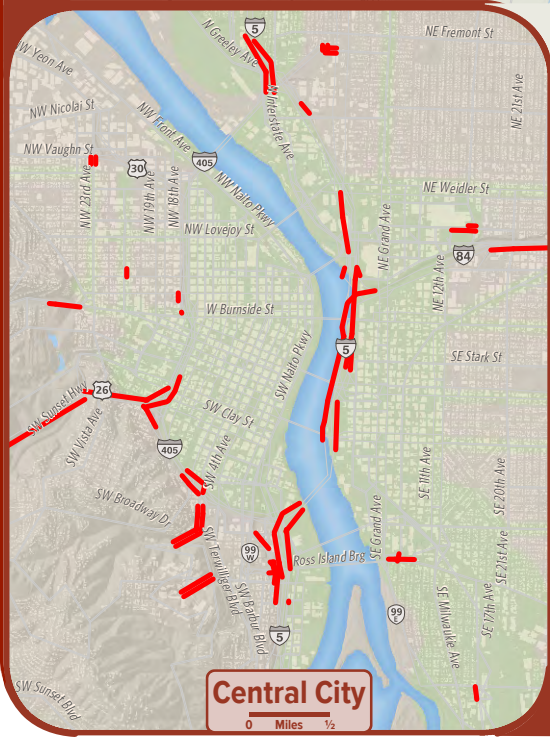 5
N Greeley Ave
NE Fremont St
W Yeon Ave
NE 21st Ave
NW Nicolai St
NW Front Ave
N Interstate Ave
NW Vaughn St
405
30
NW 23rd Ave
NW 19th Ave
NW 18th Ave
NW Naito Pkwy
NE Weidler St
NW Lovejoy St
NE Grand Ave
84
NE 12th Ave
W Burnside St
SW Naito Pkwy
5
SE Stark St
26
SW Sunset Hwy
SW Vista Ave
SW Clay St
405
SW 4th Ave
SE 11th Ave
SE 20th Ave
SW Broadway Dr
SE Grand Ave
SW Terwilliger Blvd
99
W
Ross Island Brg
SE 21st Ave
SW Barbur Blvd
SE 17th Ave
SE Milwaukie Ave
99
E
5
SW Sunset Blvd
Central City
0 Miles ½